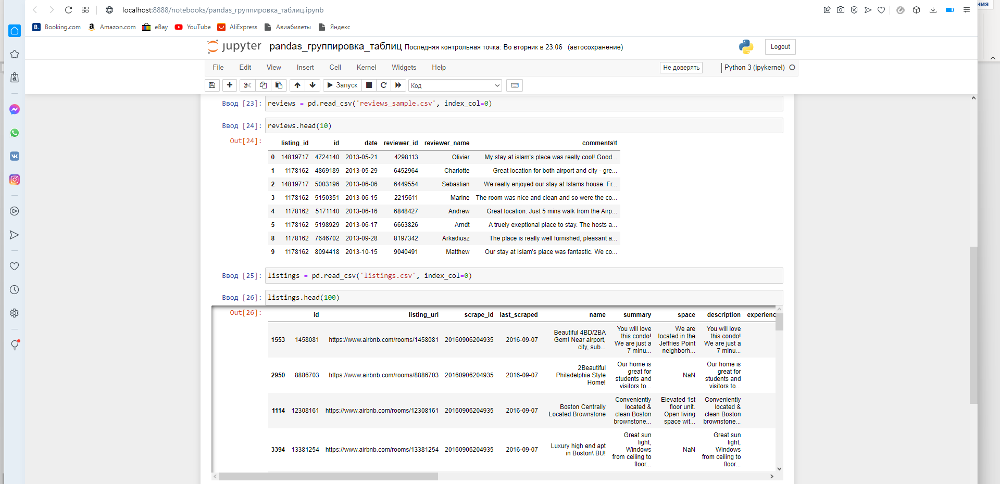 ния
localhost:8888/notebooks/pandas_группировка_таблиц.ipynb
Booking.com Amazon.com eBay YouTube AliExpress Авиабилеты Яндекс
jupyter pandas_группировка_таблиц Последняя контрольная точка: Во вторник в 23:06 (автосохранение) Logout
File Edit View Insert Cell Kernel Widgets Help Не доверять Python 3 (ipykernel)
Запуск Код
Ввод [23]: reviews = pd.read_csv('reviews_sample.csv', index_col=0)
Ввод [24]: reviews.head(10)
Out[24]:
listing_id id date reviewer_id reviewer_name comments\t
0 14819717 4724140 2013-05-21 4298113 Olivier My stay at islam's place was really cool! Good...
1 1178162 4869189 2013-05-29 6452964 Charlotte Great location for both airport and city - gre...
2 14819717 5003196 2013-06-06 6449554 Sebastian We really enjoyed our stay at Islams house. Fr...
3 1178162 5150351 2013-06-15 2215611 Marine The room was nice and clean and so were the co...
4 1178162 5171140 2013-06-16 6848427 Andrew Great location. Just 5 mins walk from the Airp...
5 1178162 5198929 2013-06-17 6663826 Arndt A truely exeptional place to stay. The hosts a...
8 1178162 7646702 2013-09-28 8197342 Arkadiusz The place is really well furnished, pleasant a...
9 1178162 8094418 2013-10-15 9040491 Matthew Our stay at Islam's place was fantastic. We co...
Ввод [25]: listings = pd.read_csv('listings.csv', index_col=0)
Ввод [26]: listings.head(100)
Out[26]:
id listing_url scrape_id last_scraped name summary space description experienc
1553 1458081 https://www.airbnb.com/rooms/1458081 20160906204935 2016-09-07
Beautiful 4BD/2BA
Gem! Near airport,
city, sub...
You will love
this condo!
We are just a
7 minu...
We are
located in the
Jeffries Point
neighborh...
You will love
this condo!
We are just a
7 minu...
2950 8886703 https://www.airbnb.com/rooms/8886703 20160906204935 2016-09-07
2Beautiful
Philadelphia Style
Home!
Our home is
great for
students and
visitors to...
NaN
Our home is
great for
students and
visitors to...
1114 12308161 https://www.airbnb.com/rooms/12308161 20160906204935 2016-09-07
Boston Centrally
Located Brownstone
Conveniently
located &
clean Boston
brownstone...
Elevated 1st
floor unit.
Open living
space wit...
Conveniently
located &
clean Boston
brownstone...
3394 13381254 https://www.airbnb.com/rooms/13381254 20160906204935 2016-09-07
Luxury high end apt
in Boston\ BU!
Great sun
light,
Windows
from ceiling to
floor...
NaN
Great sun
light,
Windows
from ceiling to
floor...